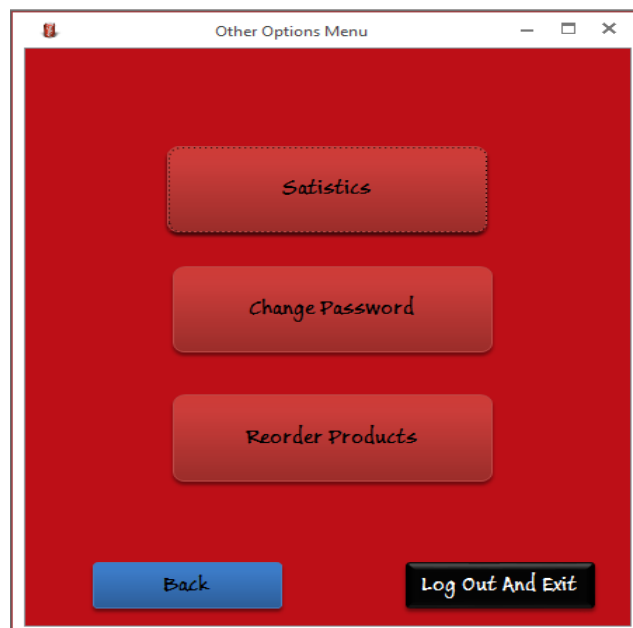 Other Options Menu
Satistics
Change Password
Reorder Products
Back
Log Out And Exit